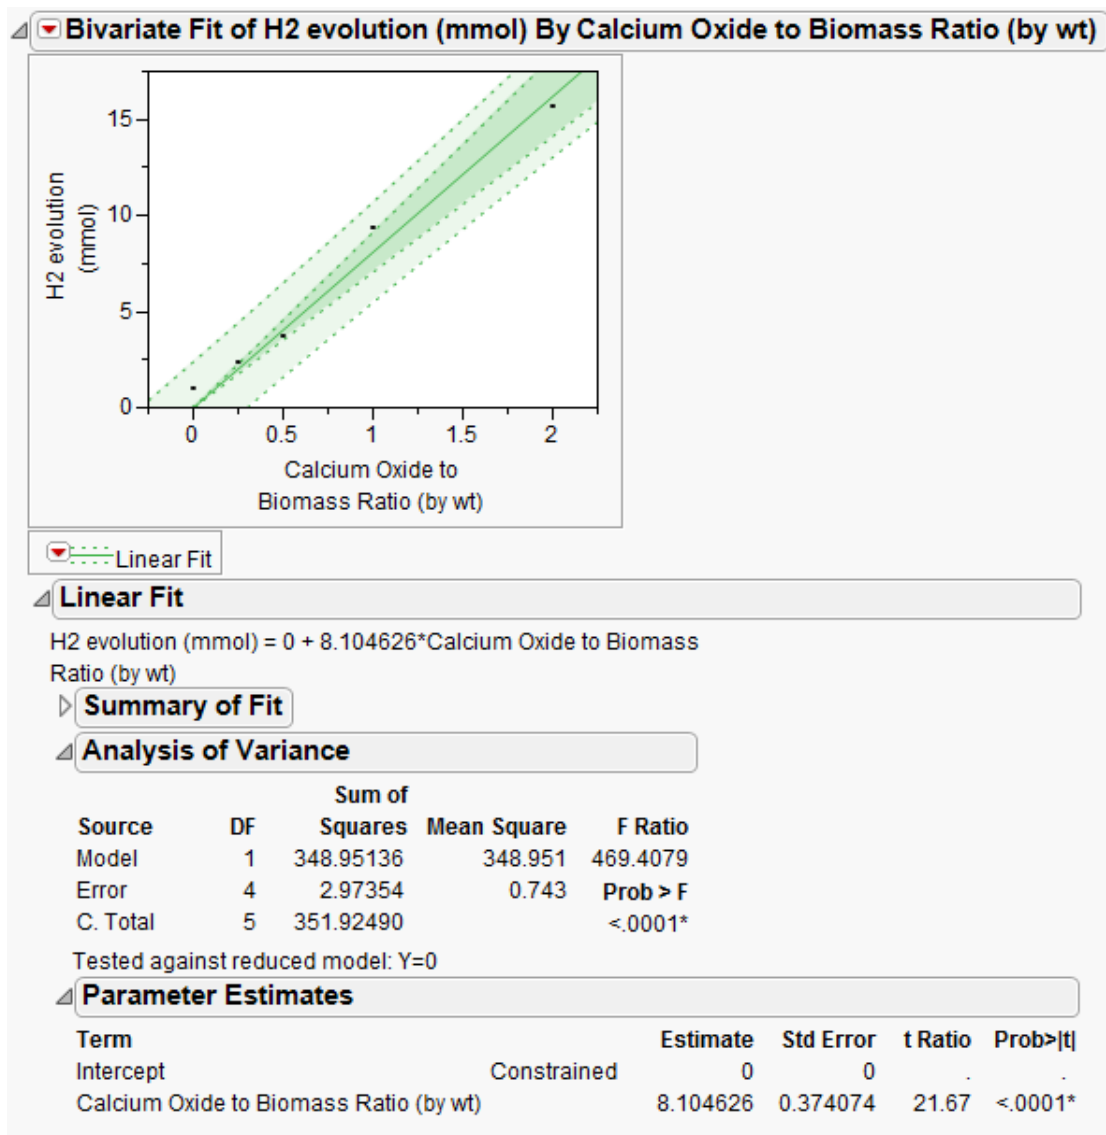 Bivariate Fit of H2 evolution (mmol) By Calcium Oxide to Biomass Ratio (by wt)
15
10
5
0
H2 evolution
(mmol)
0 0.5 1 1.5 2
Calcium Oxide to
Biomass Ratio (by wt)
Linear Fit
Linear Fit
H2 evolution (mmol) = 0 + 8.104626*Calcium Oxide to Biomass
Ratio (by wt)
Summary of Fit
Analysis of Variance
Sum of
Source DF Squares Mean Square F Ratio
Model 1 348.95136 348.951 469.4079
Error 4 2.97354 0.743 Prob > F
C. Total 5 351.92490 <.0001*
Tested against reduced model: Y=0
Parameter Estimates
Term Estimate Std Error t Ratio Prob>|t|
Intercept Constrained 0 0 . .
Calcium Oxide to Biomass Ratio (by wt) 8.104626 0.374074 21.67 <.0001*